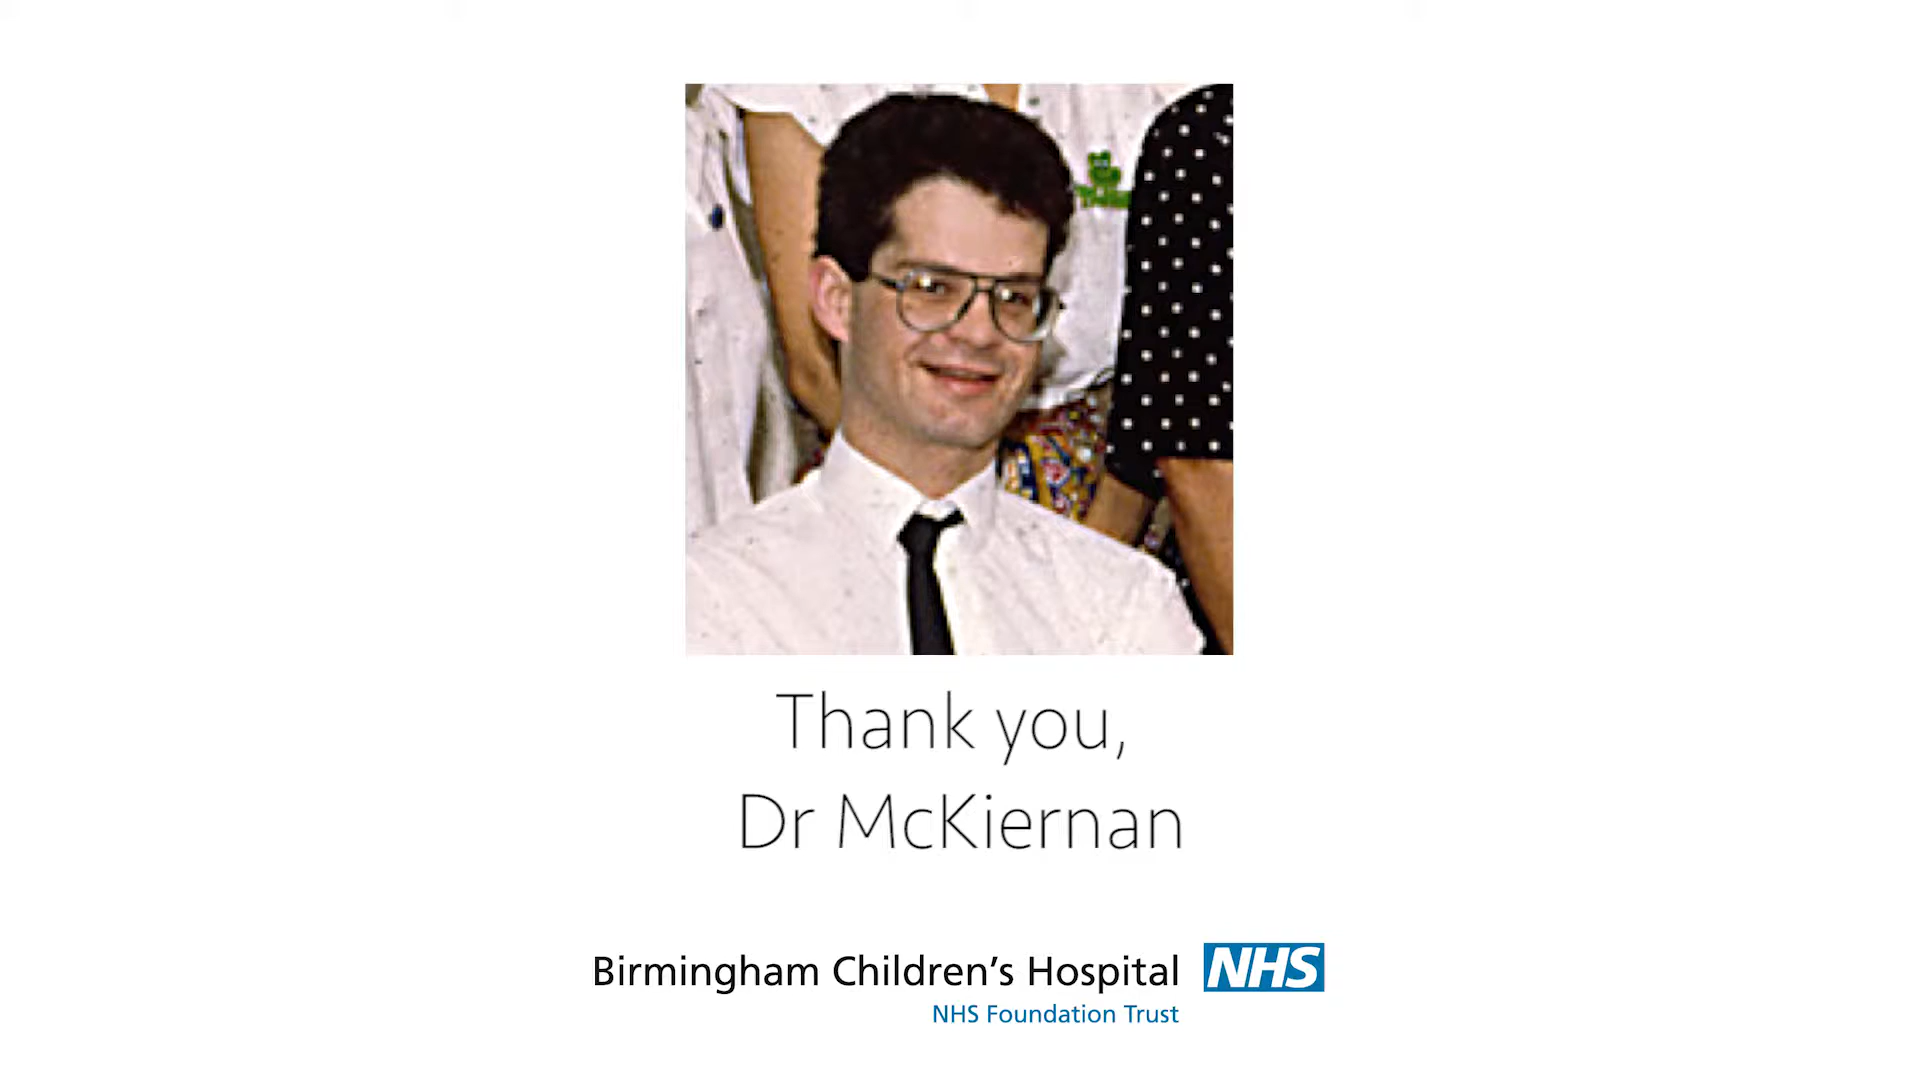 Thank you,
Dr McKiernan
Birmingham Children's Hospital NHS
NHS Foundation Trust